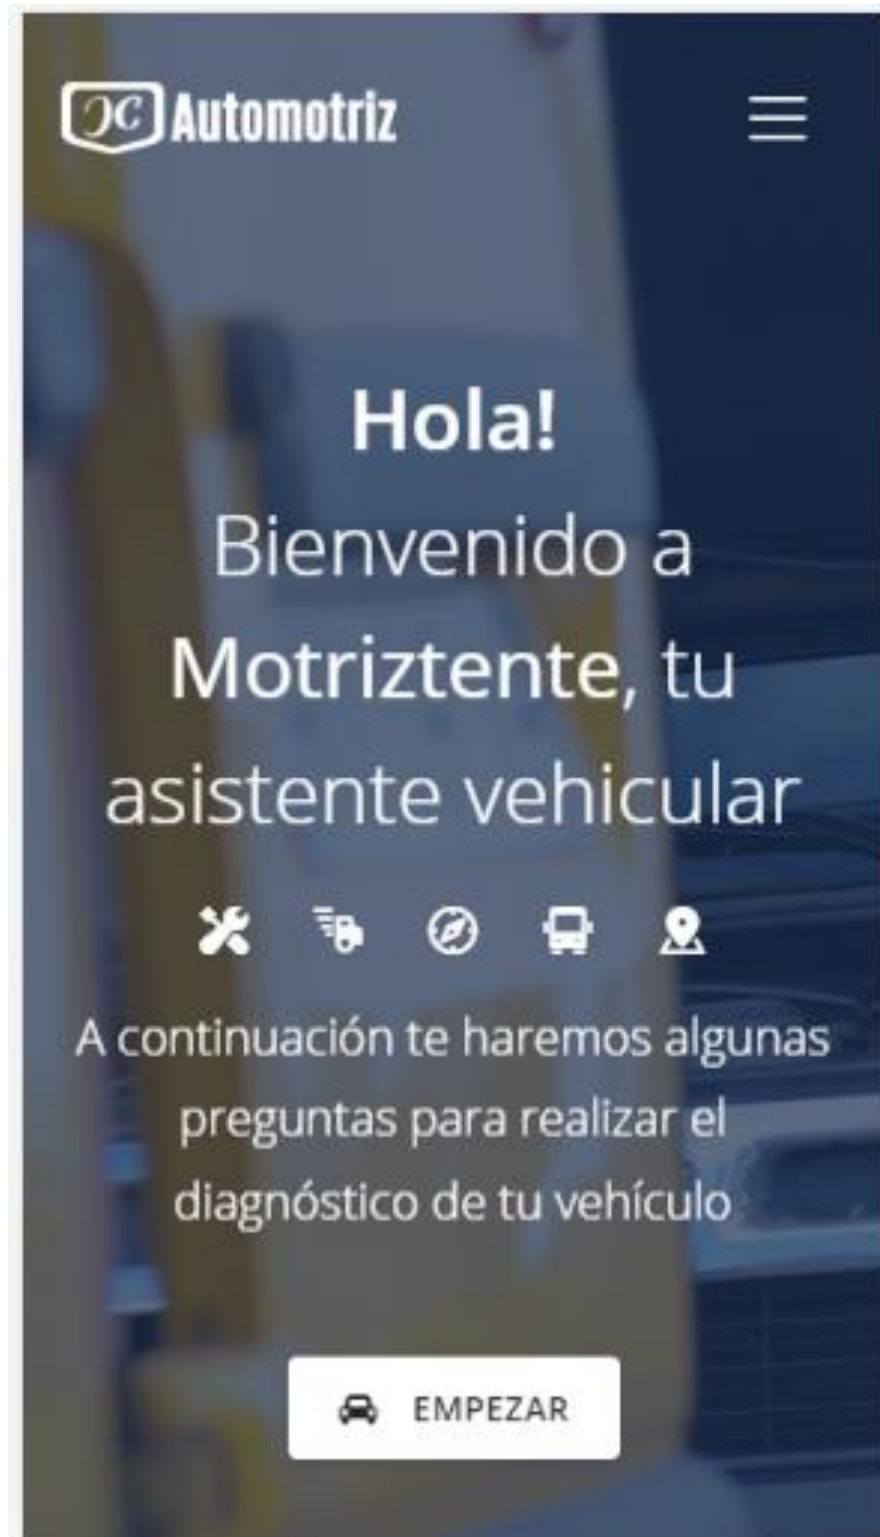 JC Automotriz
Hola!
Bienvenido a
Motriztente, tu
asistente vehicular
A continuación te haremos algunas
preguntas para realizar el
diagnóstico de tu vehículo
EMPEZAR